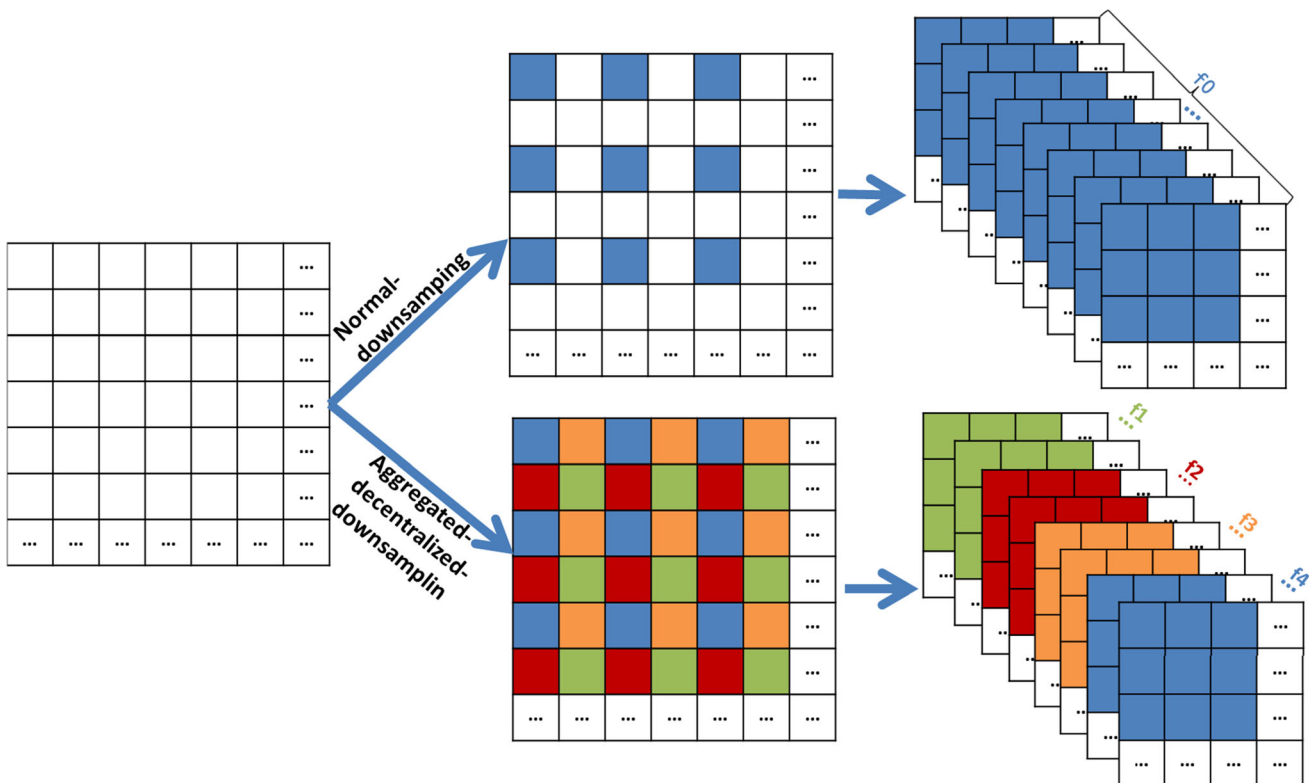 Normal-
downsamping
f0
Aggregated-
decentralized-
downsamplin
f1
f2
f3
f4